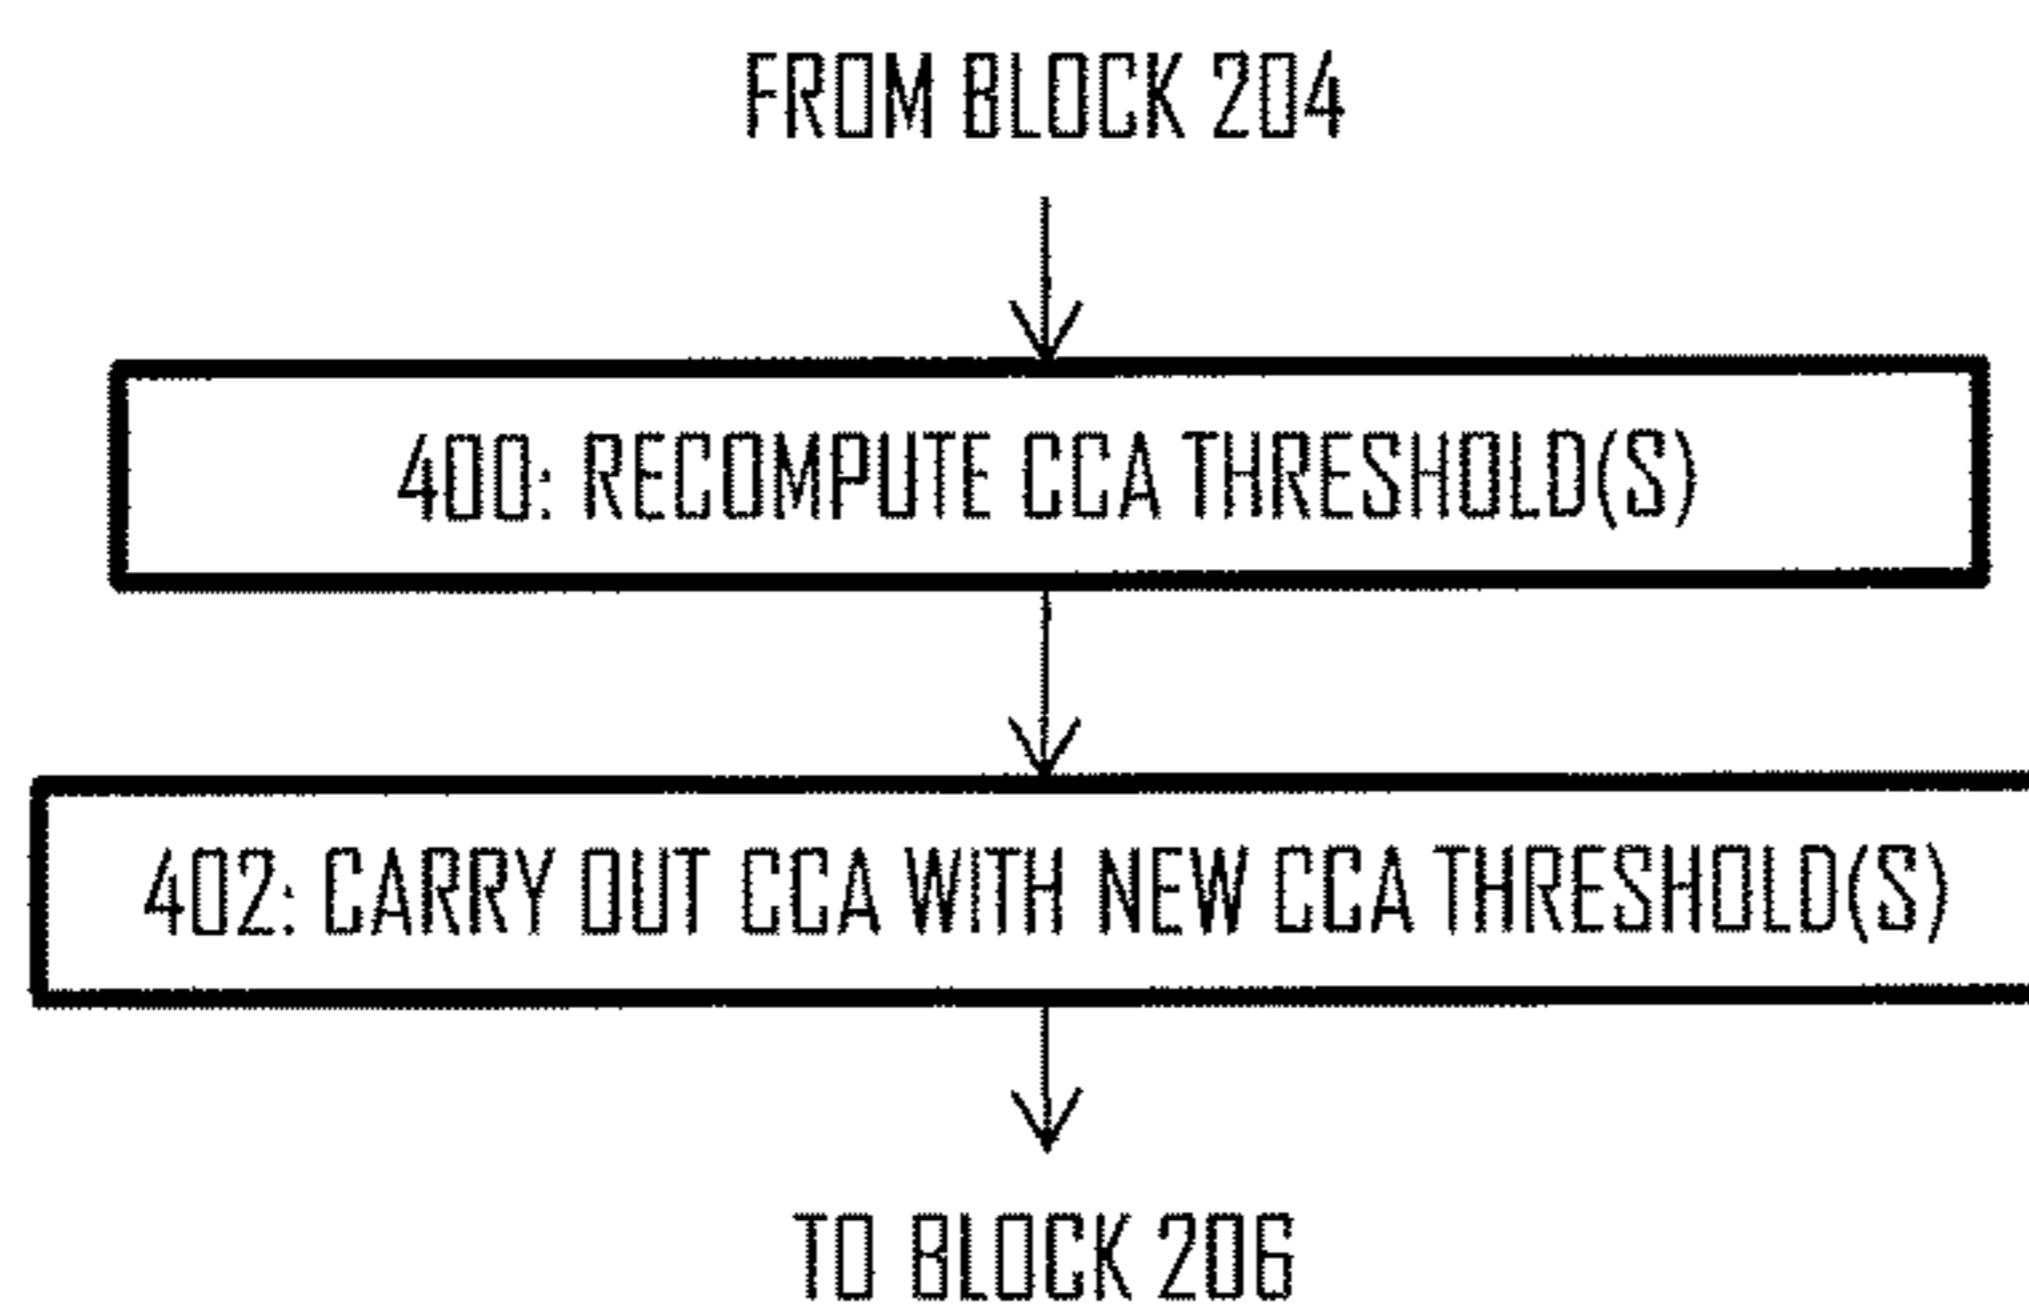 FROM BLOCK 204
400: RECOMPUTE CCA THRESHOLD(S)
402: CARRY OUT CCA WITH NEW CCA THRESHOLD(S)
TO BLOCK 206